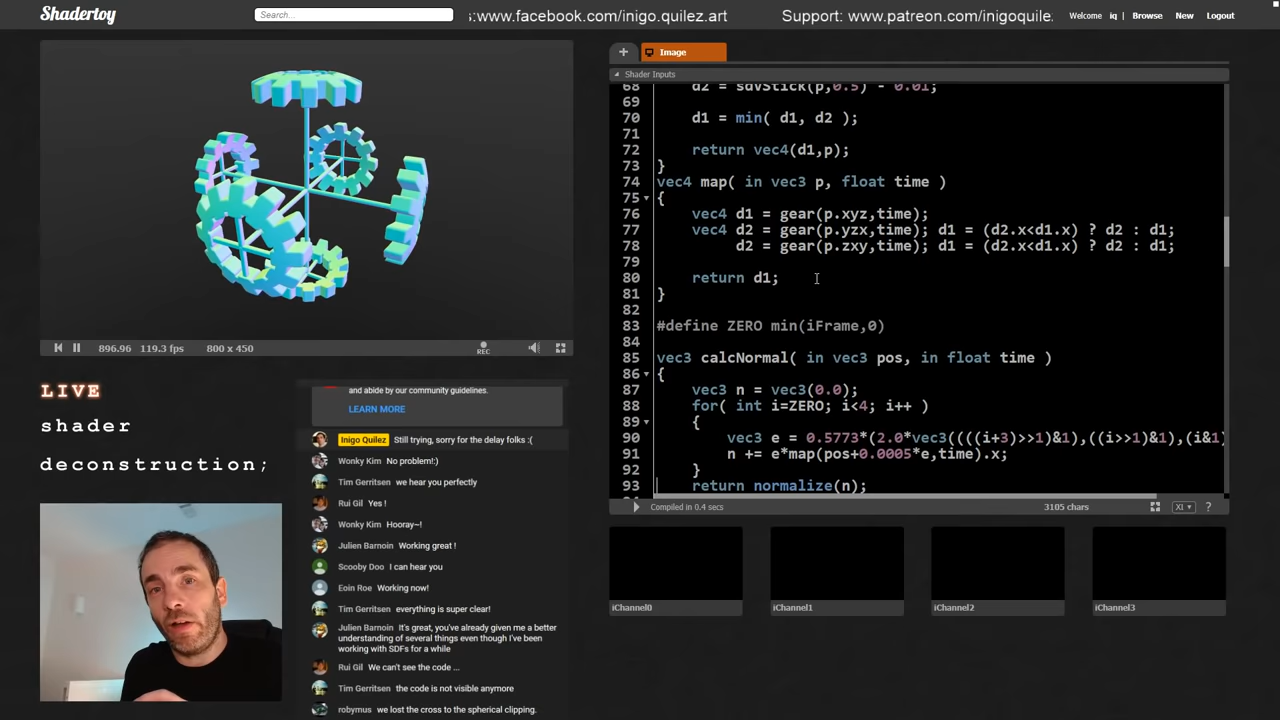 Shadertoy
Search...
s:www.facebook.com/inigo.quilez.art
Support: www.patreon.com/inigoquile
Welcome iq | Browse New Logout
+ Image
Shader Inputs
68 d2 = sdvStick(p,0.5) - 0.01;
69
70 d1 = min( d1, d2 );
71
72 return vec4(d1,p);
73 }
74 vec4 map( in vec3 p, float time )
75 {
76 vec4 d1 = gear(p.xyz,time);
77 vec4 d2 = gear(p.yzx,time); d1 = (d2.x<d1.x) ? d2 : d1;
78 d2 = gear(p.zxy,time); d1 = (d2.x<d1.x) ? d2 : d1;
79
80 return d1;
81 }
82
83 #define ZERO min(iFrame,0)
84
85 vec3 calcNormal( in vec3 pos, in float time )
86 {
87 vec3 n = vec3(0.0);
88 for( int i=ZERO; i<4; i++ )
89 {
90 vec3 e = 0.5773*(2.0*vec3((((i+3)>>1)&1),((i>>1)&1),(i&1)
91 n += e*map(pos+0.0005*e,time).x;
92 }
93 return normalize(n);
896.96 119.3 fps 800 x 450
REC
Compiled in 0.4 secs
3105 chars
XI ?
LIVE
shader
deconstruction;
and abide by our community guidelines.
LEARN MORE
Inigo Quilez Still trying, sorry for the delay folks :(
Wonky Kim No problem!:)
Tim Gerritsen we hear you perfectly
Rui Gil Yes !
Wonky Kim Hooray~!
Julien Barnoin Working great !
Scooby Doo I can hear you
Eoin Roe Working now!
Tim Gerritsen everything is super clear!
Julien Barnoin It's great, you've already given me a better
understanding of several things even though I've been
working with SDFs for a while
Rui Gil We can't see the code ...
Tim Gerritsen the code is not visible anymore
robymus we lost the cross to the spherical clipping.
iChannel0
iChannel1
iChannel2
iChannel3